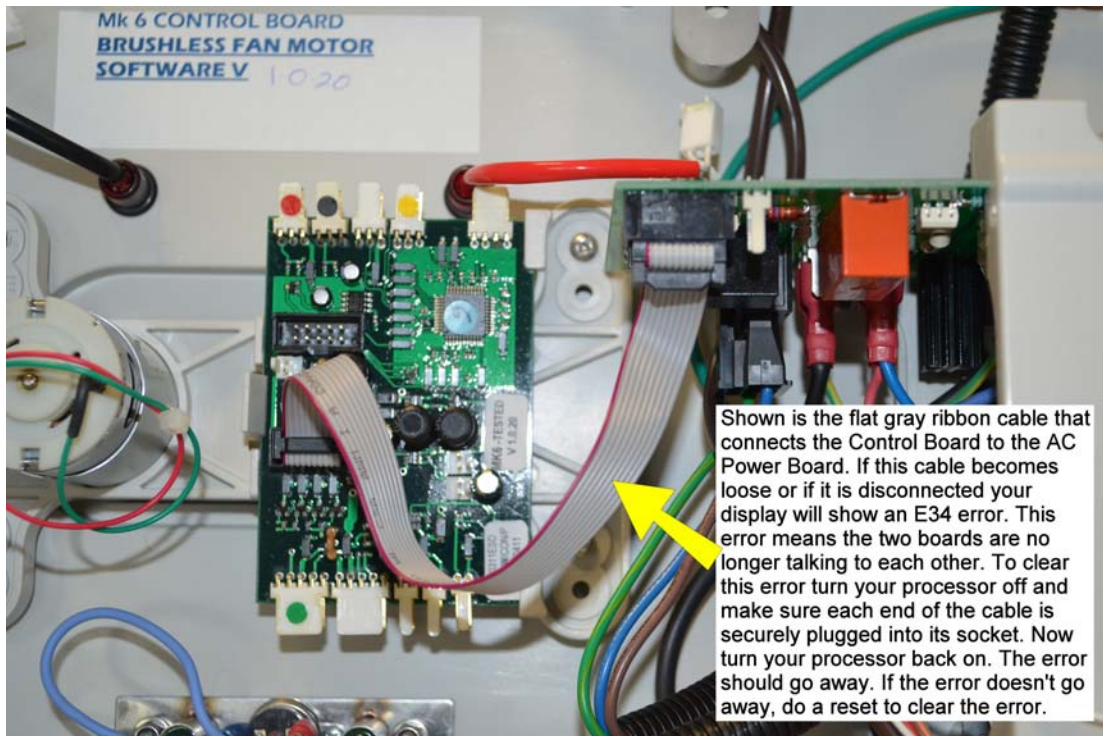 Mk 6 CONTROL BOARD
BRUSHLESS FAN MOTOR
SOFTWARE V 1.0.20
MK6 -TESTED
V 1.0.20
Shown is the flat gray ribbon cable that
connects the Control Board to the AC
Power Board. If this cable becomes
loose or if it is disconnected your
display will show an E34 error. This
error means the two boards are no
longer talking to each other. To clear
this error turn your processor off and
make sure each end of the cable is
securely plugged into its socket. Now
turn your processor back on. The error
should go away. If the error doesn't go
away, do a reset to clear the error.